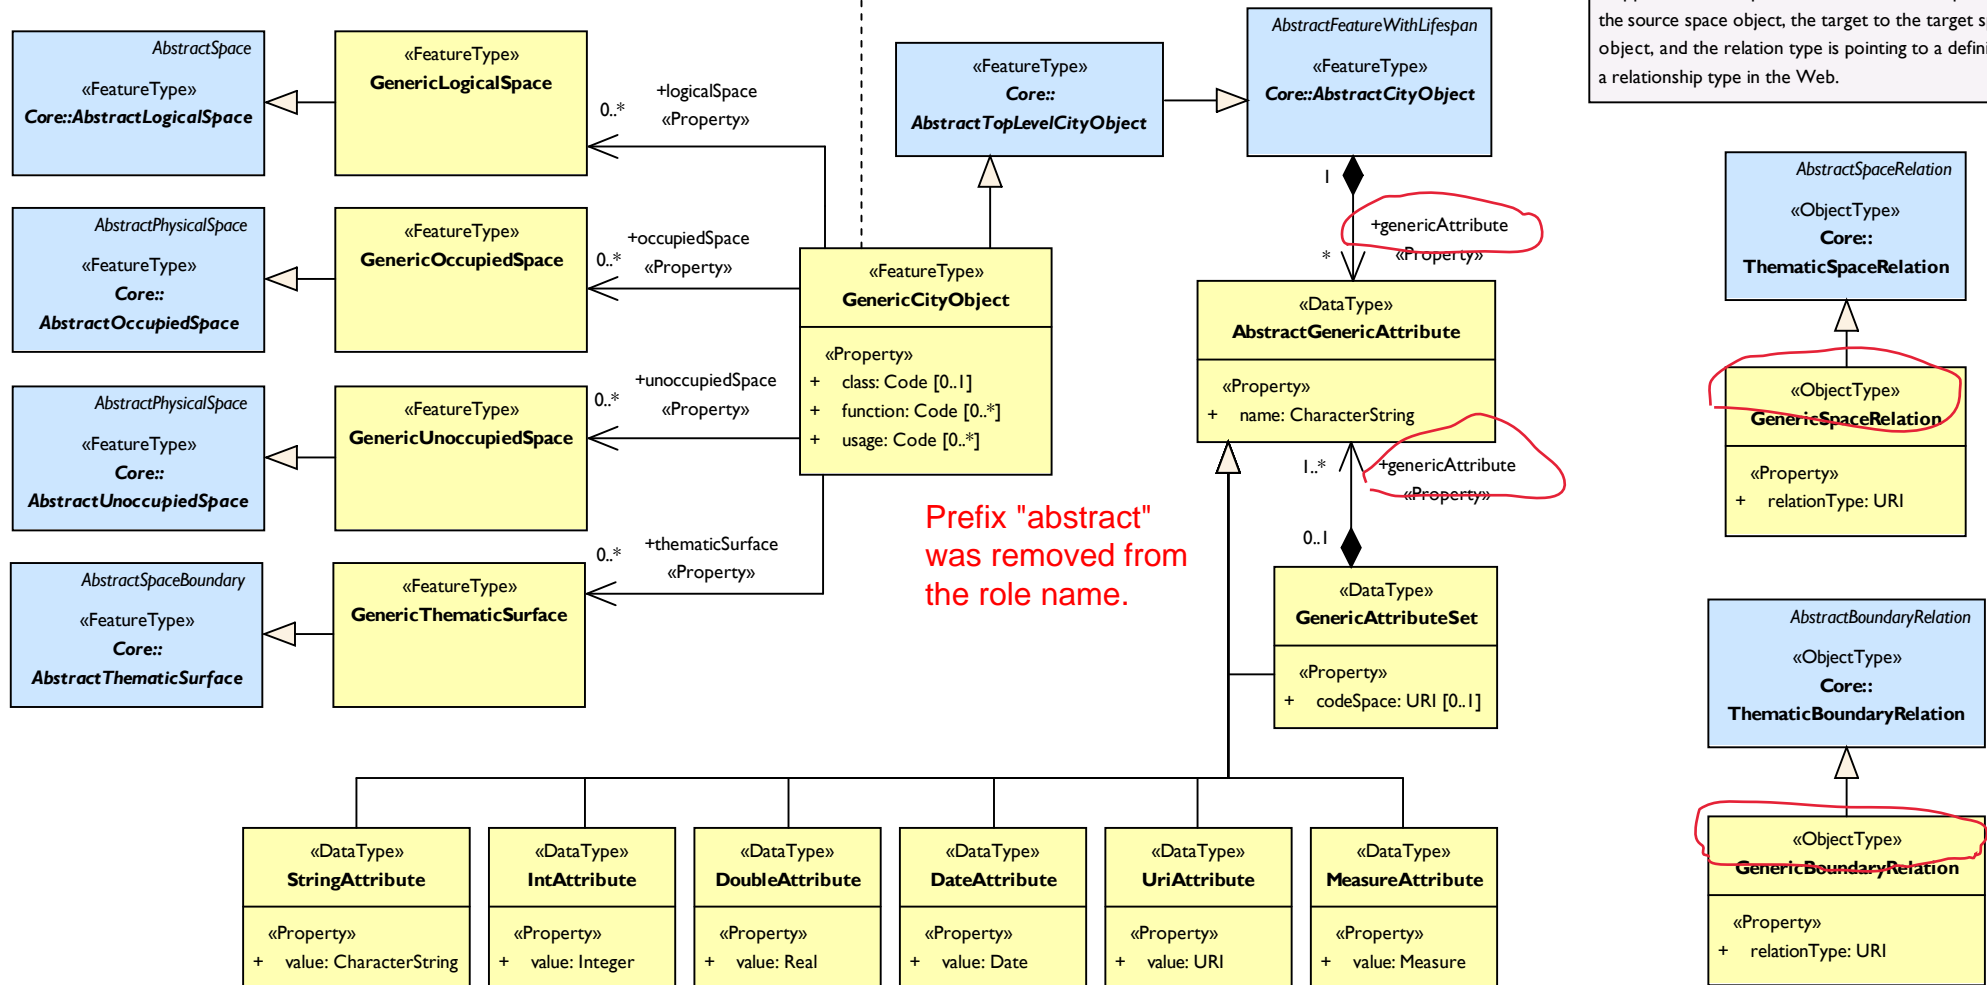 AbstractSpace
«FeatureType»
Core::AbstractLogicalSpace
«FeatureType»
GenericLogicalSpace
+logicalSpace
0..*
«Property»
«FeatureType»
Core::
AbstractTopLevelCityObject
AbstractFeatureWithLifespan
«FeatureType»
Core::AbstractCityObject
the source space object, the target to the target s
object, and the relation type is pointing to a defini
a relationship type in the Web.
AbstractPhysicalSpace
«FeatureType»
Core::
AbstractOccupiedSpace
«FeatureType»
GenericOccupiedSpace
+occupiedSpace
0..*
«Property»
«FeatureType»
GenericCityObject
«Property»
+ class: Code [0..1]
+ function: Code [0..*]
+ usage: Code [0..*]
1
+genericAttribute
*
«Property»
«DataType»
AbstractGenericAttribute
«Property»
+ name: CharacterString
AbstractSpaceRelation
«ObjectType»
Core::
ThematicSpaceRelation
«ObjectType»
GenericSpaceRelation
«Property»
+ relationType: URI
AbstractPhysicalSpace
«FeatureType»
Core::
AbstractUnoccupiedSpace
«FeatureType»
GenericUnoccupiedSpace
+unoccupiedSpace
0..*
«Property»
1..*
+genericAttribute
«Property»
0..1
Prefix "abstract"
was removed from
the role name.
«DataType»
GenericAttributeSet
«Property»
+ codeSpace: URI [0..1]
AbstractSpaceBoundary
«FeatureType»
Core::
AbstractThematicSurface
«FeatureType»
GenericThematicSurface
+thematicSurface
0..*
«Property»
AbstractBoundaryRelation
«ObjectType»
Core::
ThematicBoundaryRelation
«ObjectType»
GenericBoundaryRelation
«Property»
+ relationType: URI
«DataType»
StringAttribute
«Property»
+ value: CharacterString
«DataType»
IntAttribute
«Property»
+ value: Integer
«DataType»
DoubleAttribute
«Property»
+ value: Real
«DataType»
DateAttribute
«Property»
+ value: Date
«DataType»
UriAttribute
«Property»
+ value: URI
«DataType»
MeasureAttribute
«Property»
+ value: Measure